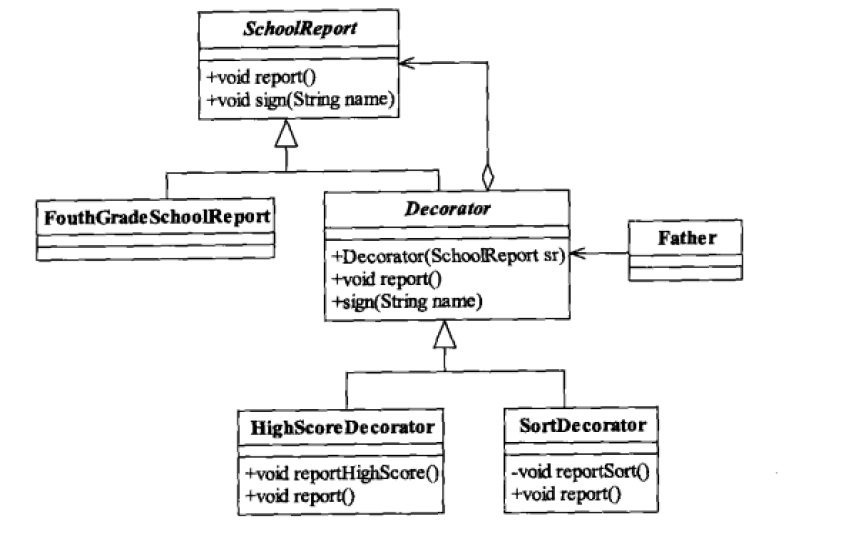 SchoolReport
+void report()
+void sign(String name)
FouthGradeSchoolReport
Decorator
+Decorator(SchoolReport sr)
+void report()
+sign(String name)
Father
HighScoreDecorator
+void reportHighScore()
+void report()
SortDecorator
-void reportSort()
+void report()